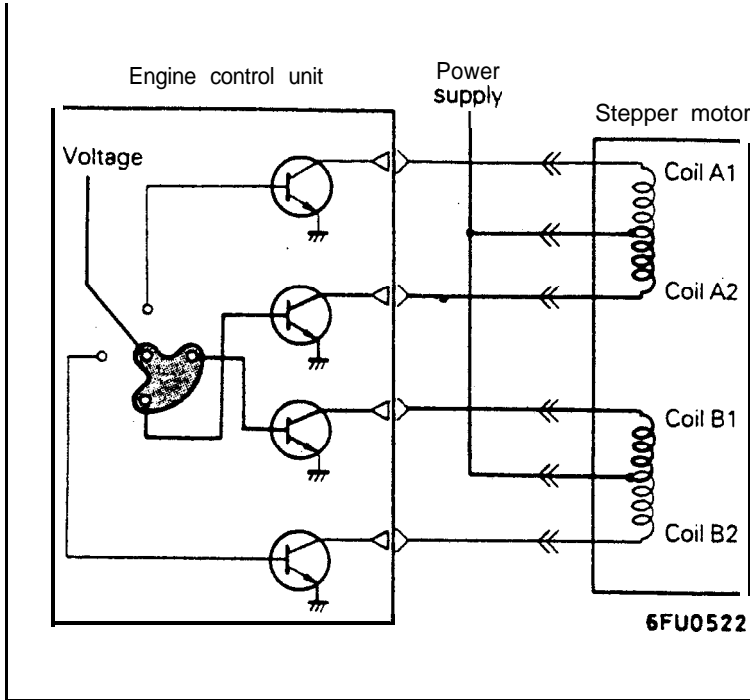 Engine control unit
Power
supply
Stepper motor
Voltage
Coil A1
Coil A2
Coil B1
Coil B2
6FU0522